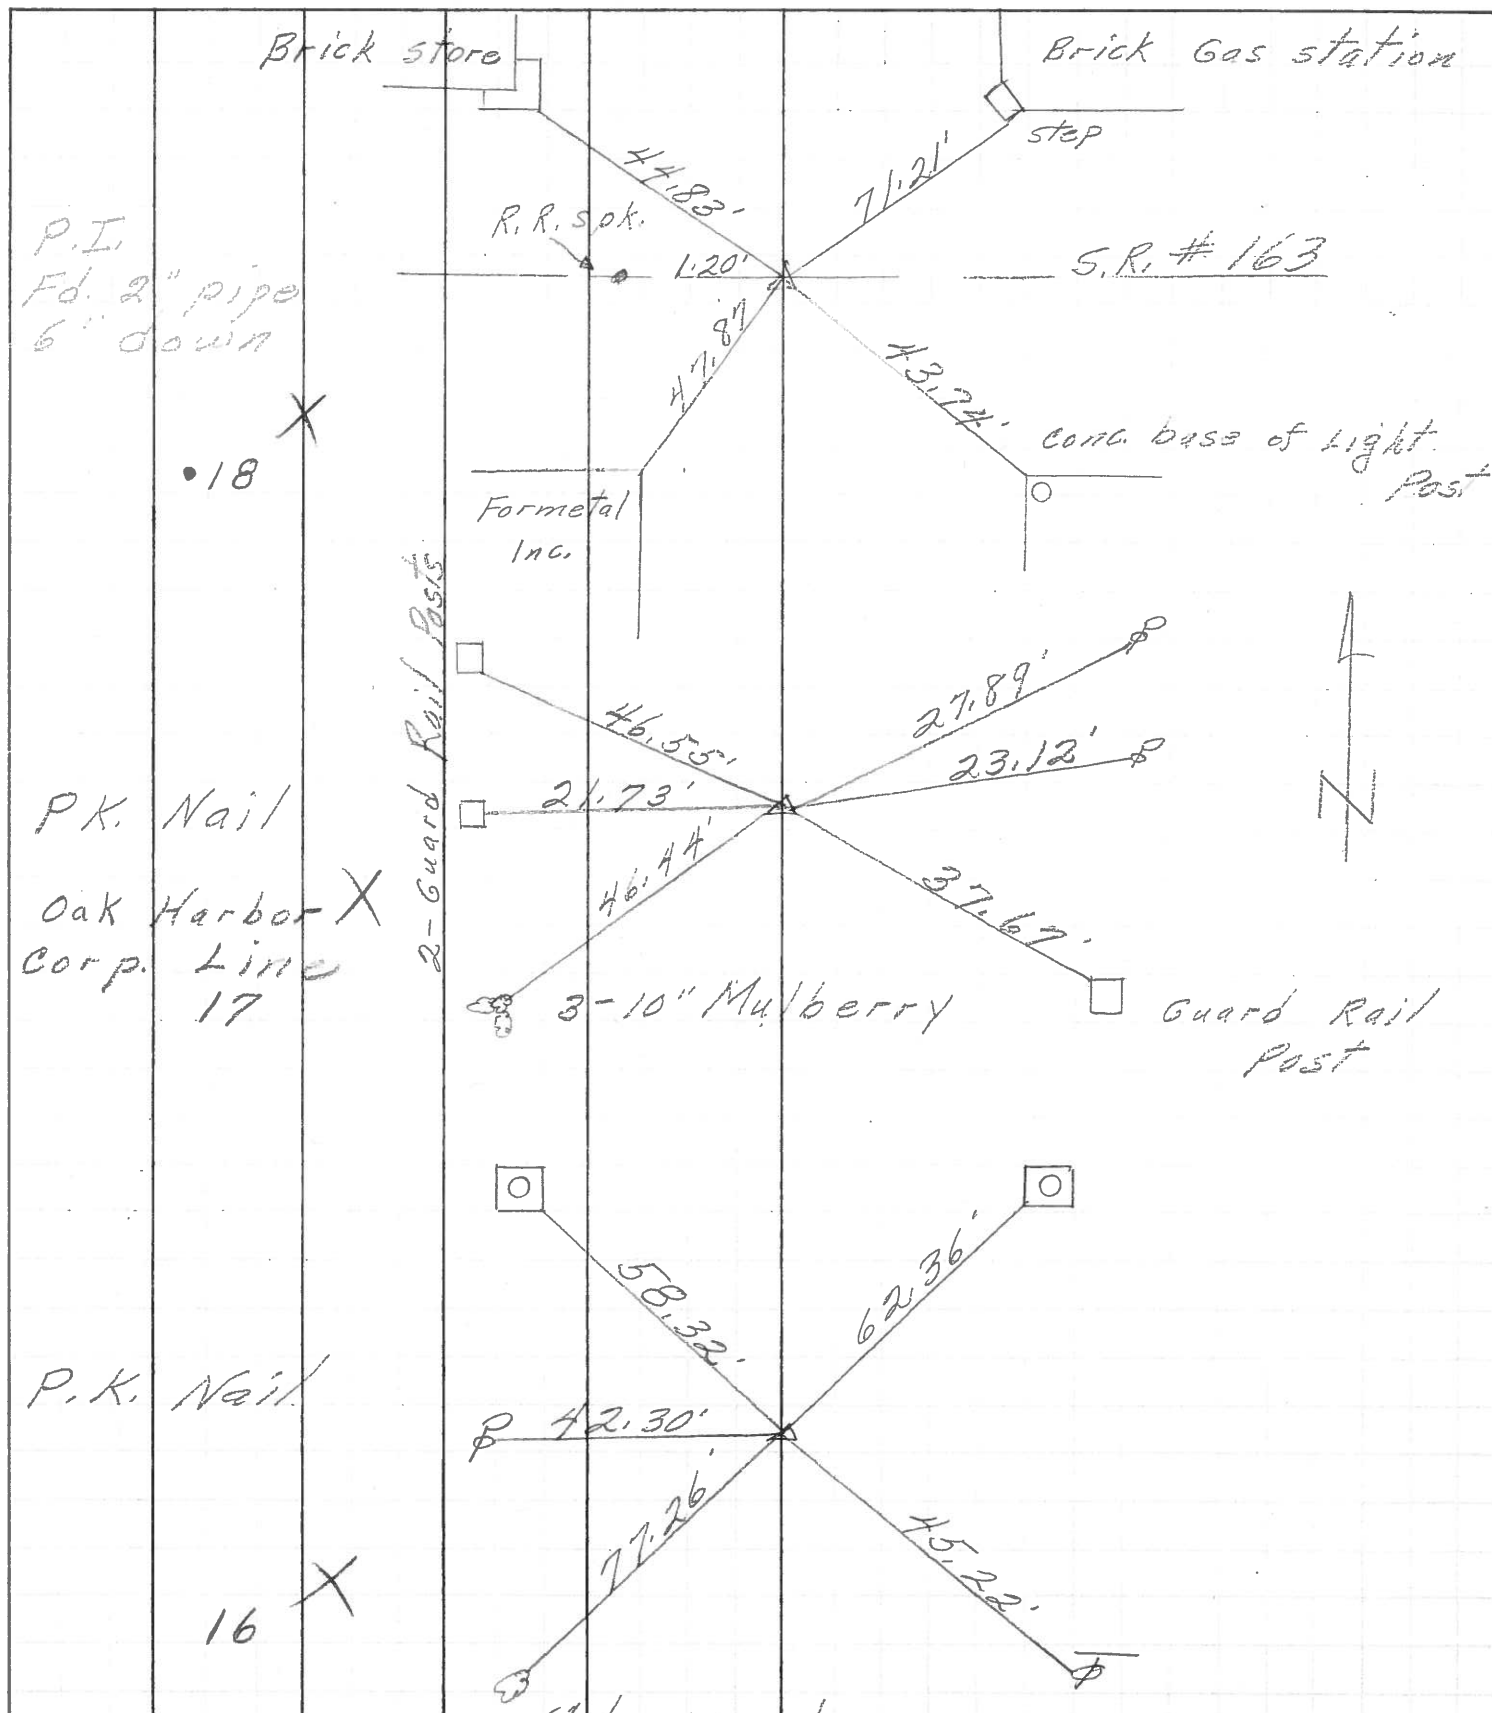 Brick store
Brick Gas station
step
44.83'
71.21'
R.R. spk.
1.20'
S.R. # 163
P.I.
Fd. 2" pipe
6" down
47.87
43.74'
X
•18
conc. base of Light
Post
Formetal
Inc.
2-Guard Rail Posts
46.55'
27.89'
23.12'
21.73'
N
P.K. Nail
46.44'
37.67'
Oak Harbor X
Corp. Line
17
3-10" Mulberry
Guard Rail
Post
58.32'
62.36'
P.K. Nail
42.30'
77.26'
45.22'
X
16